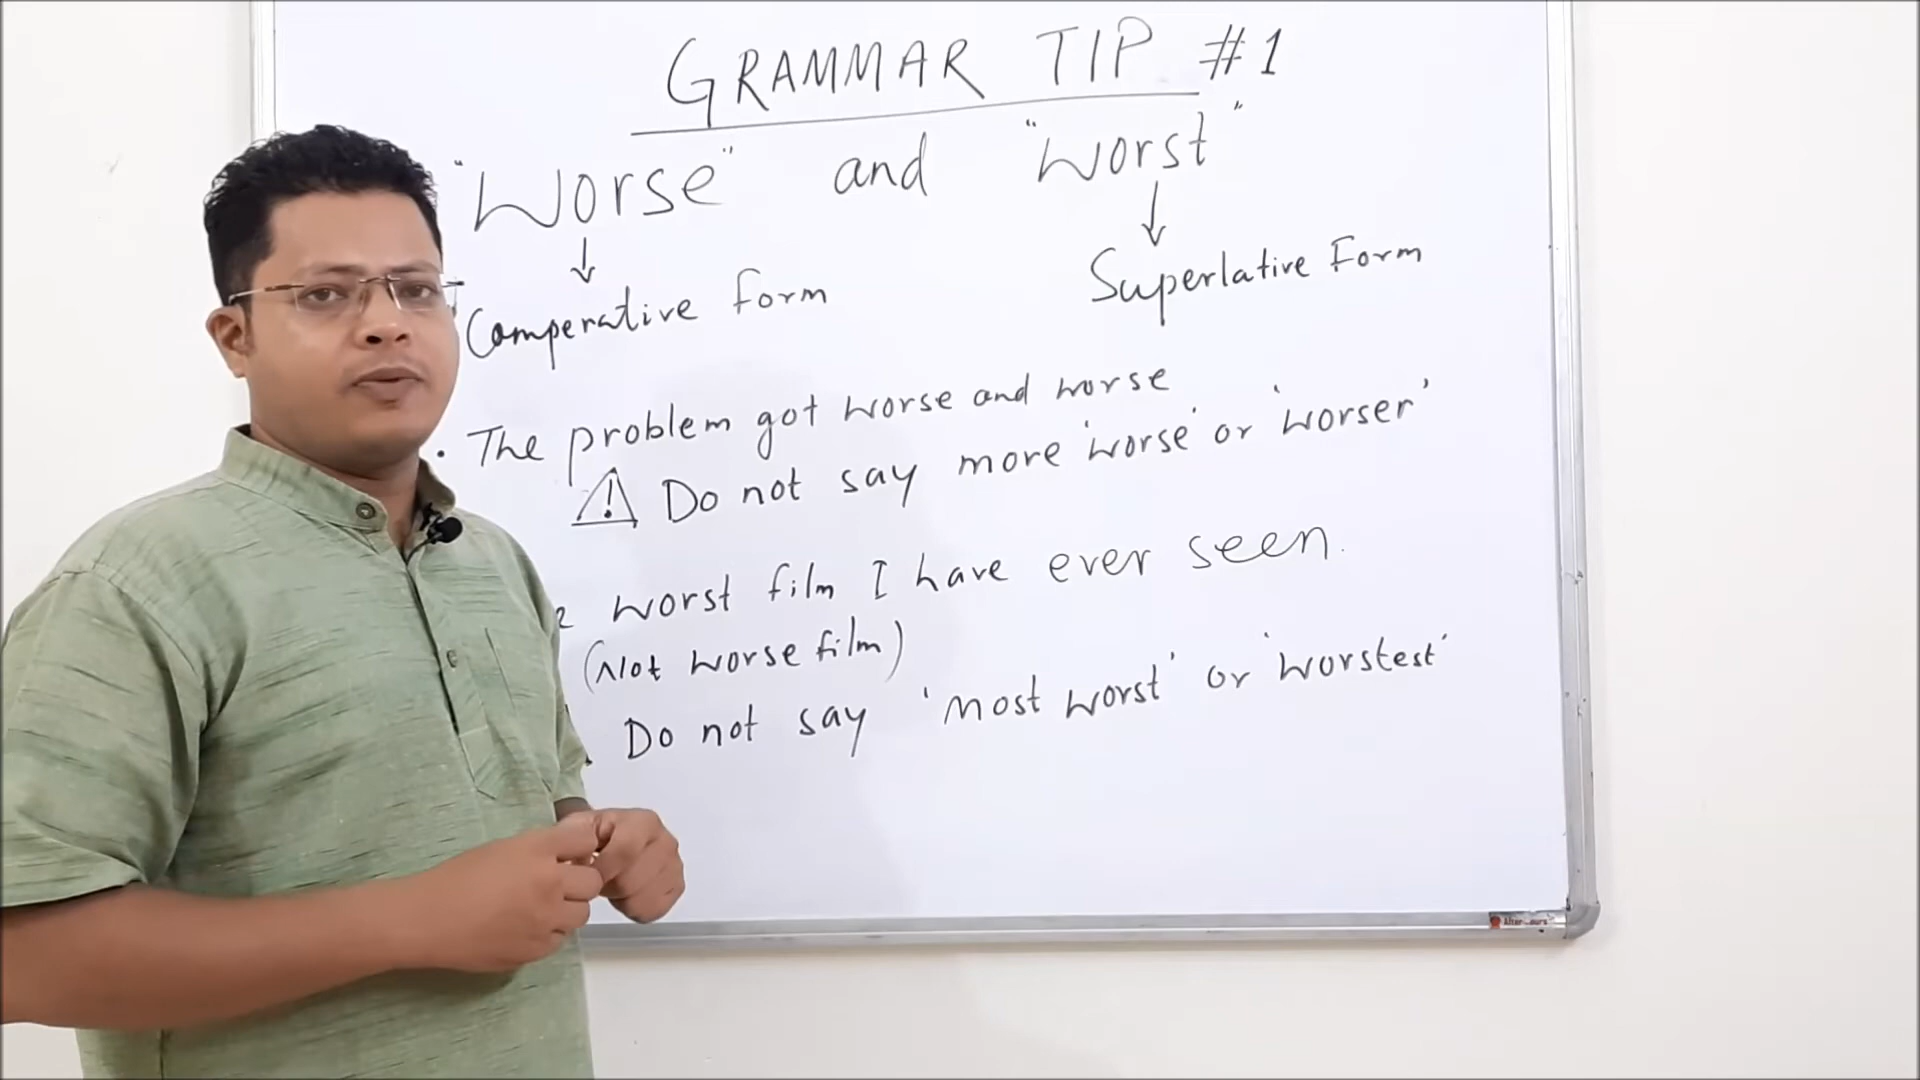 GRAMMAR TIP #1
"Worse" and "Worst"
↓ ↓
Comperative form Superlative Form
. The problem got worse and worse
! Do not say more 'worse' or 'worser'
worst film I have ever seen.
(Not worse film)
Do not say 'most worst' or 'worstest'